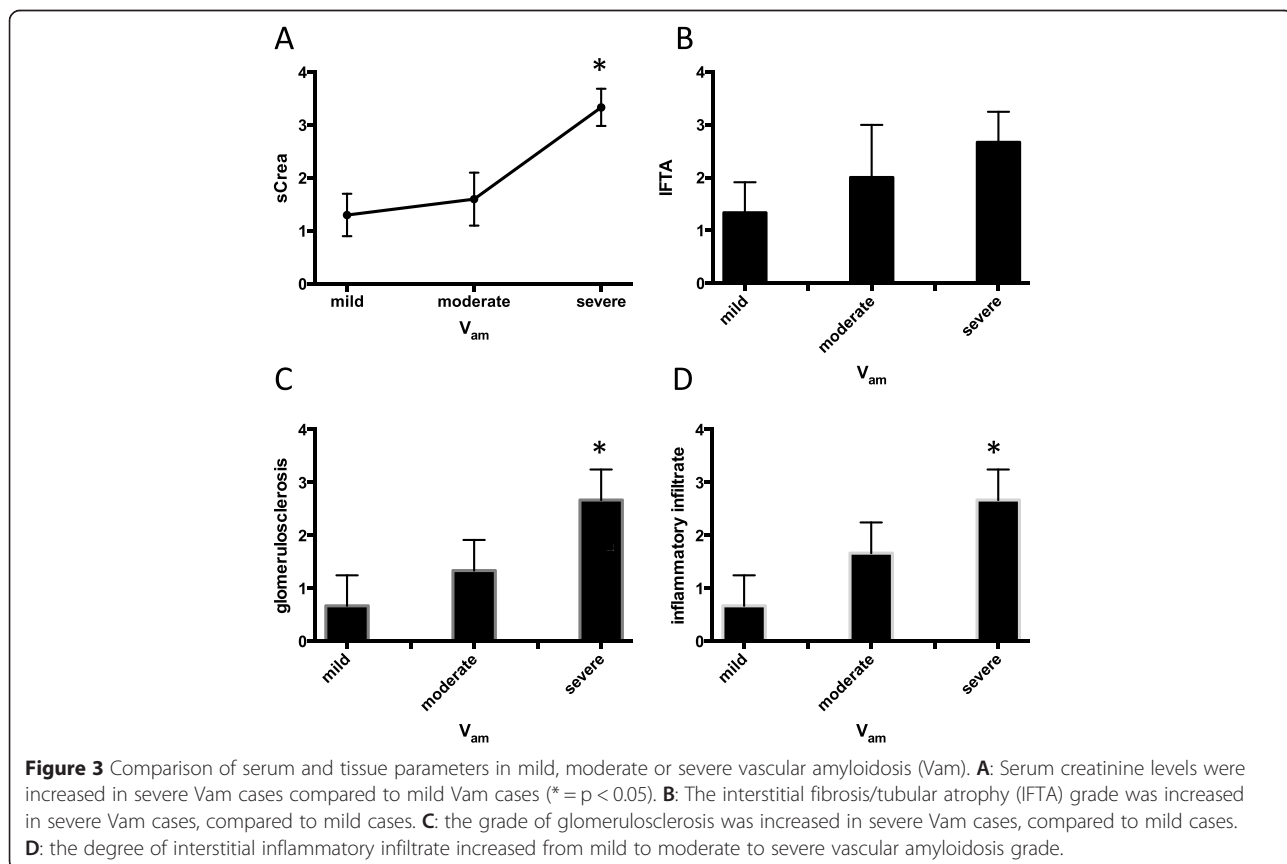 A
sCrea
4
3
2
1
0
*
mild moderate severe
Vam
B
IFTA
4
3
2
1
0
mild moderate severe
Vam
C
glomerulosclerosis
4
3
2
1
0
*
mild moderate severe
Vam
D
inflammatory infiltrate
4
3
2
1
0
*
mild moderate severe
Vam
Figure 3 Comparison of serum and tissue parameters in mild, moderate or severe vascular amyloidosis (Vam). A: Serum creatinine levels were
increased in severe Vam cases compared to mild Vam cases (* = p < 0.05). B: The interstitial fibrosis/tubular atrophy (IFTA) grade was increased
in severe Vam cases, compared to mild cases. C: the grade of glomerulosclerosis was increased in severe Vam cases, compared to mild cases.
D: the degree of interstitial inflammatory infiltrate increased from mild to moderate to severe vascular amyloidosis grade.